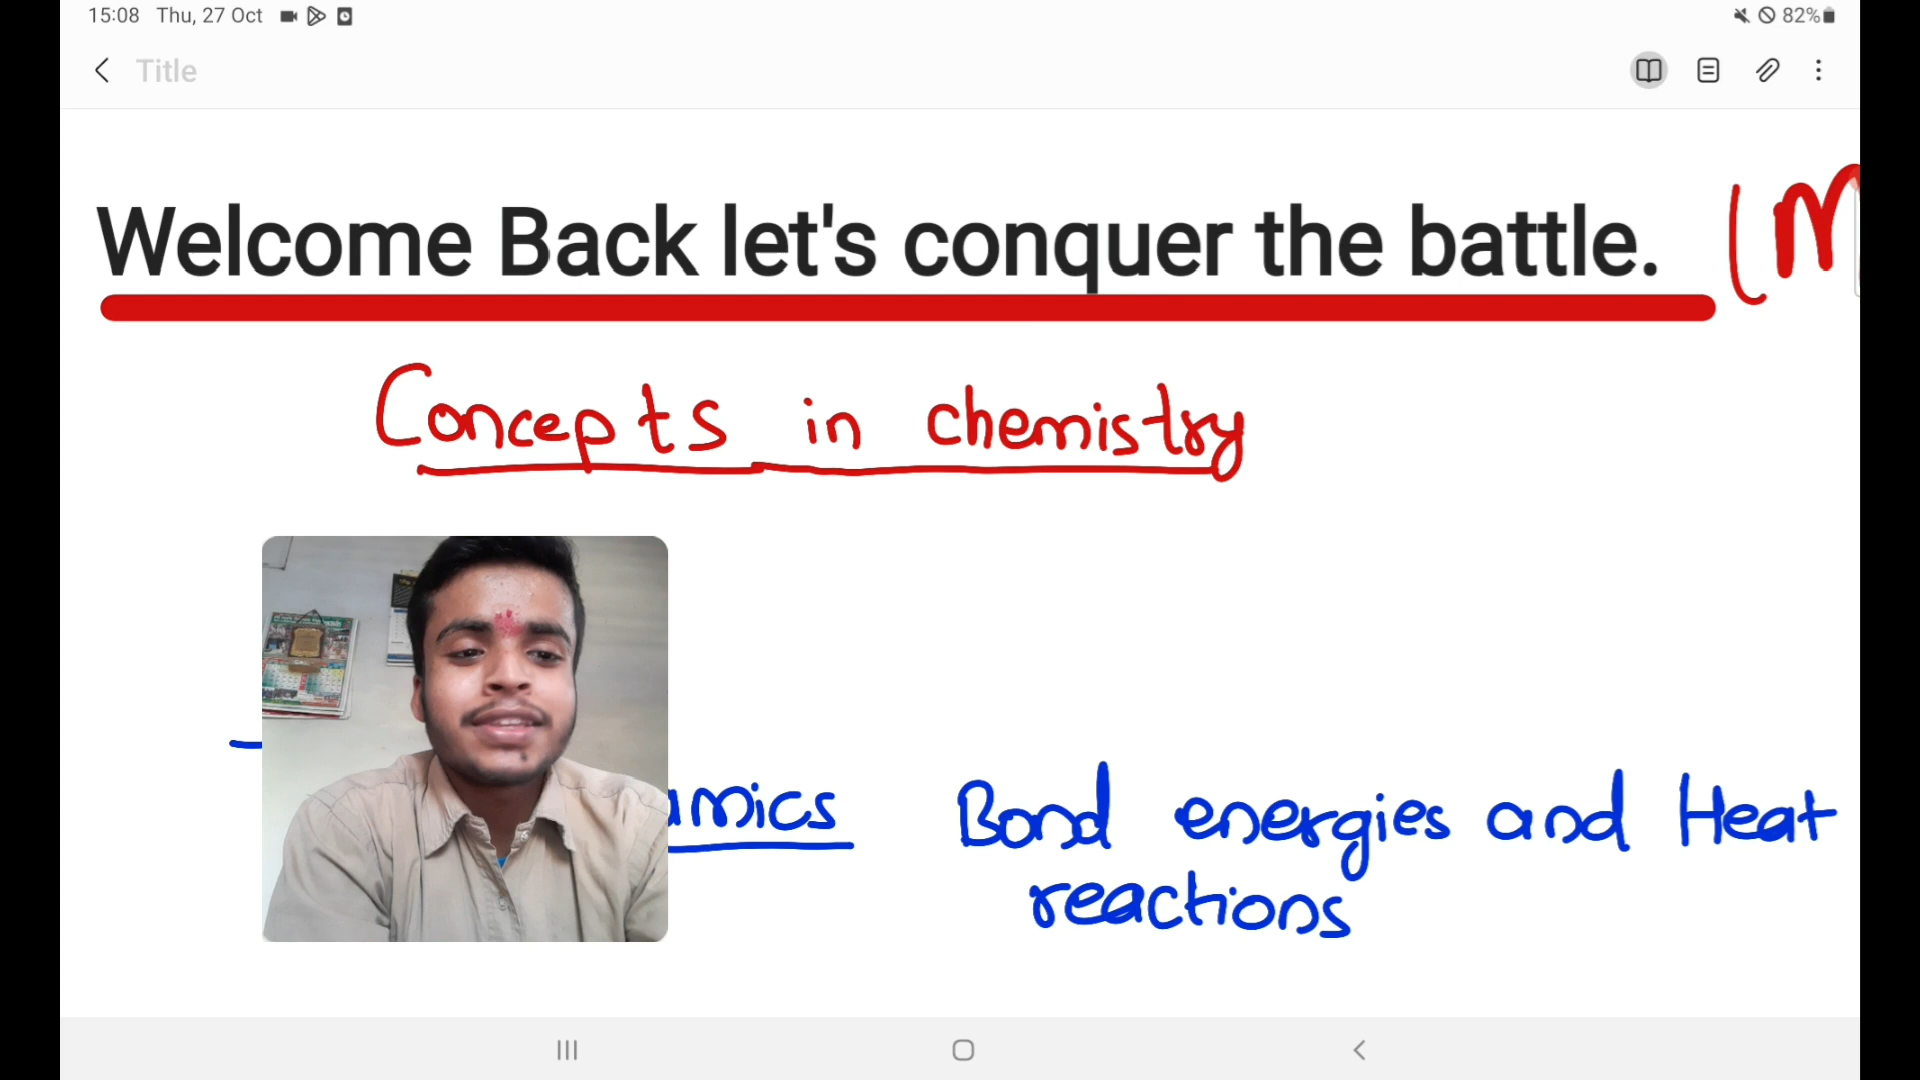 15:08 Thu, 27 Oct 82%
Title
Welcome Back let's conquer the battle. (M
Concepts in chemistry
amics Bond energies and Heat
reactions